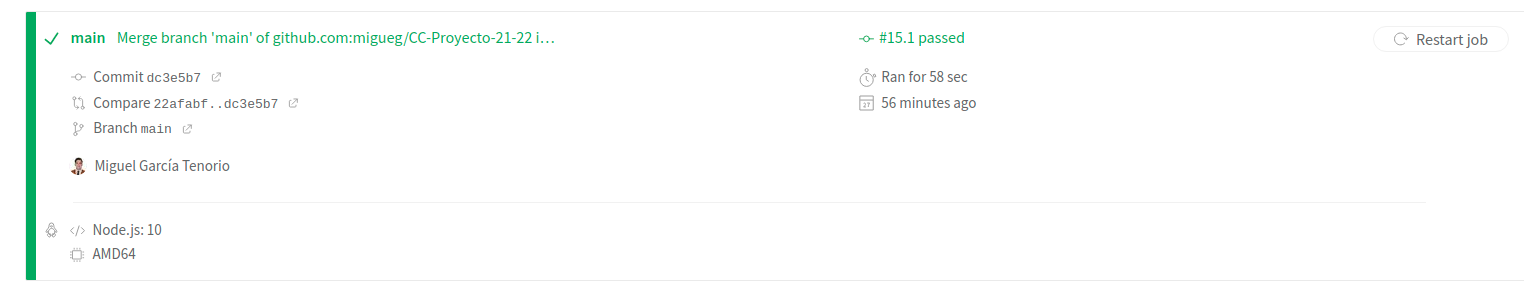 main Merge branch 'main' of github.com:migueg/CC-Proyecto-21-22 i…
#15.1 passed
Restart job
Commit dc3e5b7
Ran for 58 sec
Compare 22afabf..dc3e5b7
27
56 minutes ago
Branch main
Miguel García Tenorio
</> Node.js: 10
AMD64